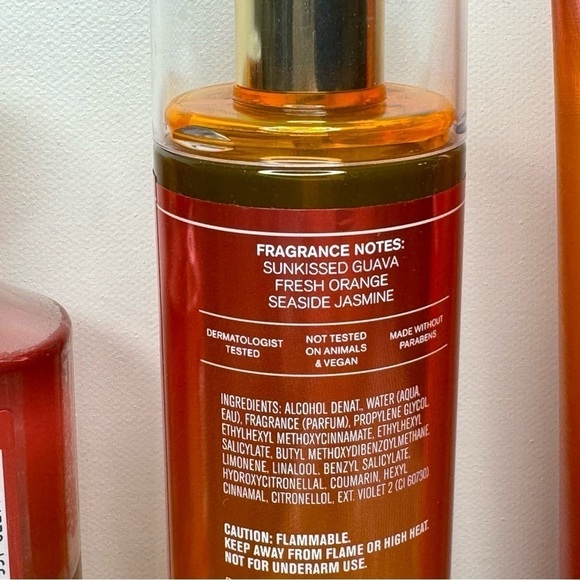 FRAGRANCE NOTES:
SUNKISSED GUAVA
FRESH ORANGE
SEASIDE JASMINE
DERMATOLOGIST
TESTED
NOT TESTED
ON ANIMALS
& VEGAN
MADE WITHOUT
PARABENS
INGREDIENTS: ALCOHOL DENAT., WATER (AQUA,
EAU), FRAGRANCE (PARFUM), PROPYLENE GLYCOL,
ETHYLHEXYL METHOXYCINNAMATE, ETHYLHEXYL
SALICYLATE, BUTYL METHOXYDIBENZOYLMETHANE,
LIMONENE, LINALOOL, BENZYL SALICYLATE,
HYDROXYCITRONELLAL, COUMARIN, HEXYL
CINNAMAL, CITRONELLOL, EXT. VIOLET 2 (CI 60730).
CAUTION: FLAMMABLE.
KEEP AWAY FROM FLAME OR HIGH HEAT.
NOT FOR UNDERARM USE.